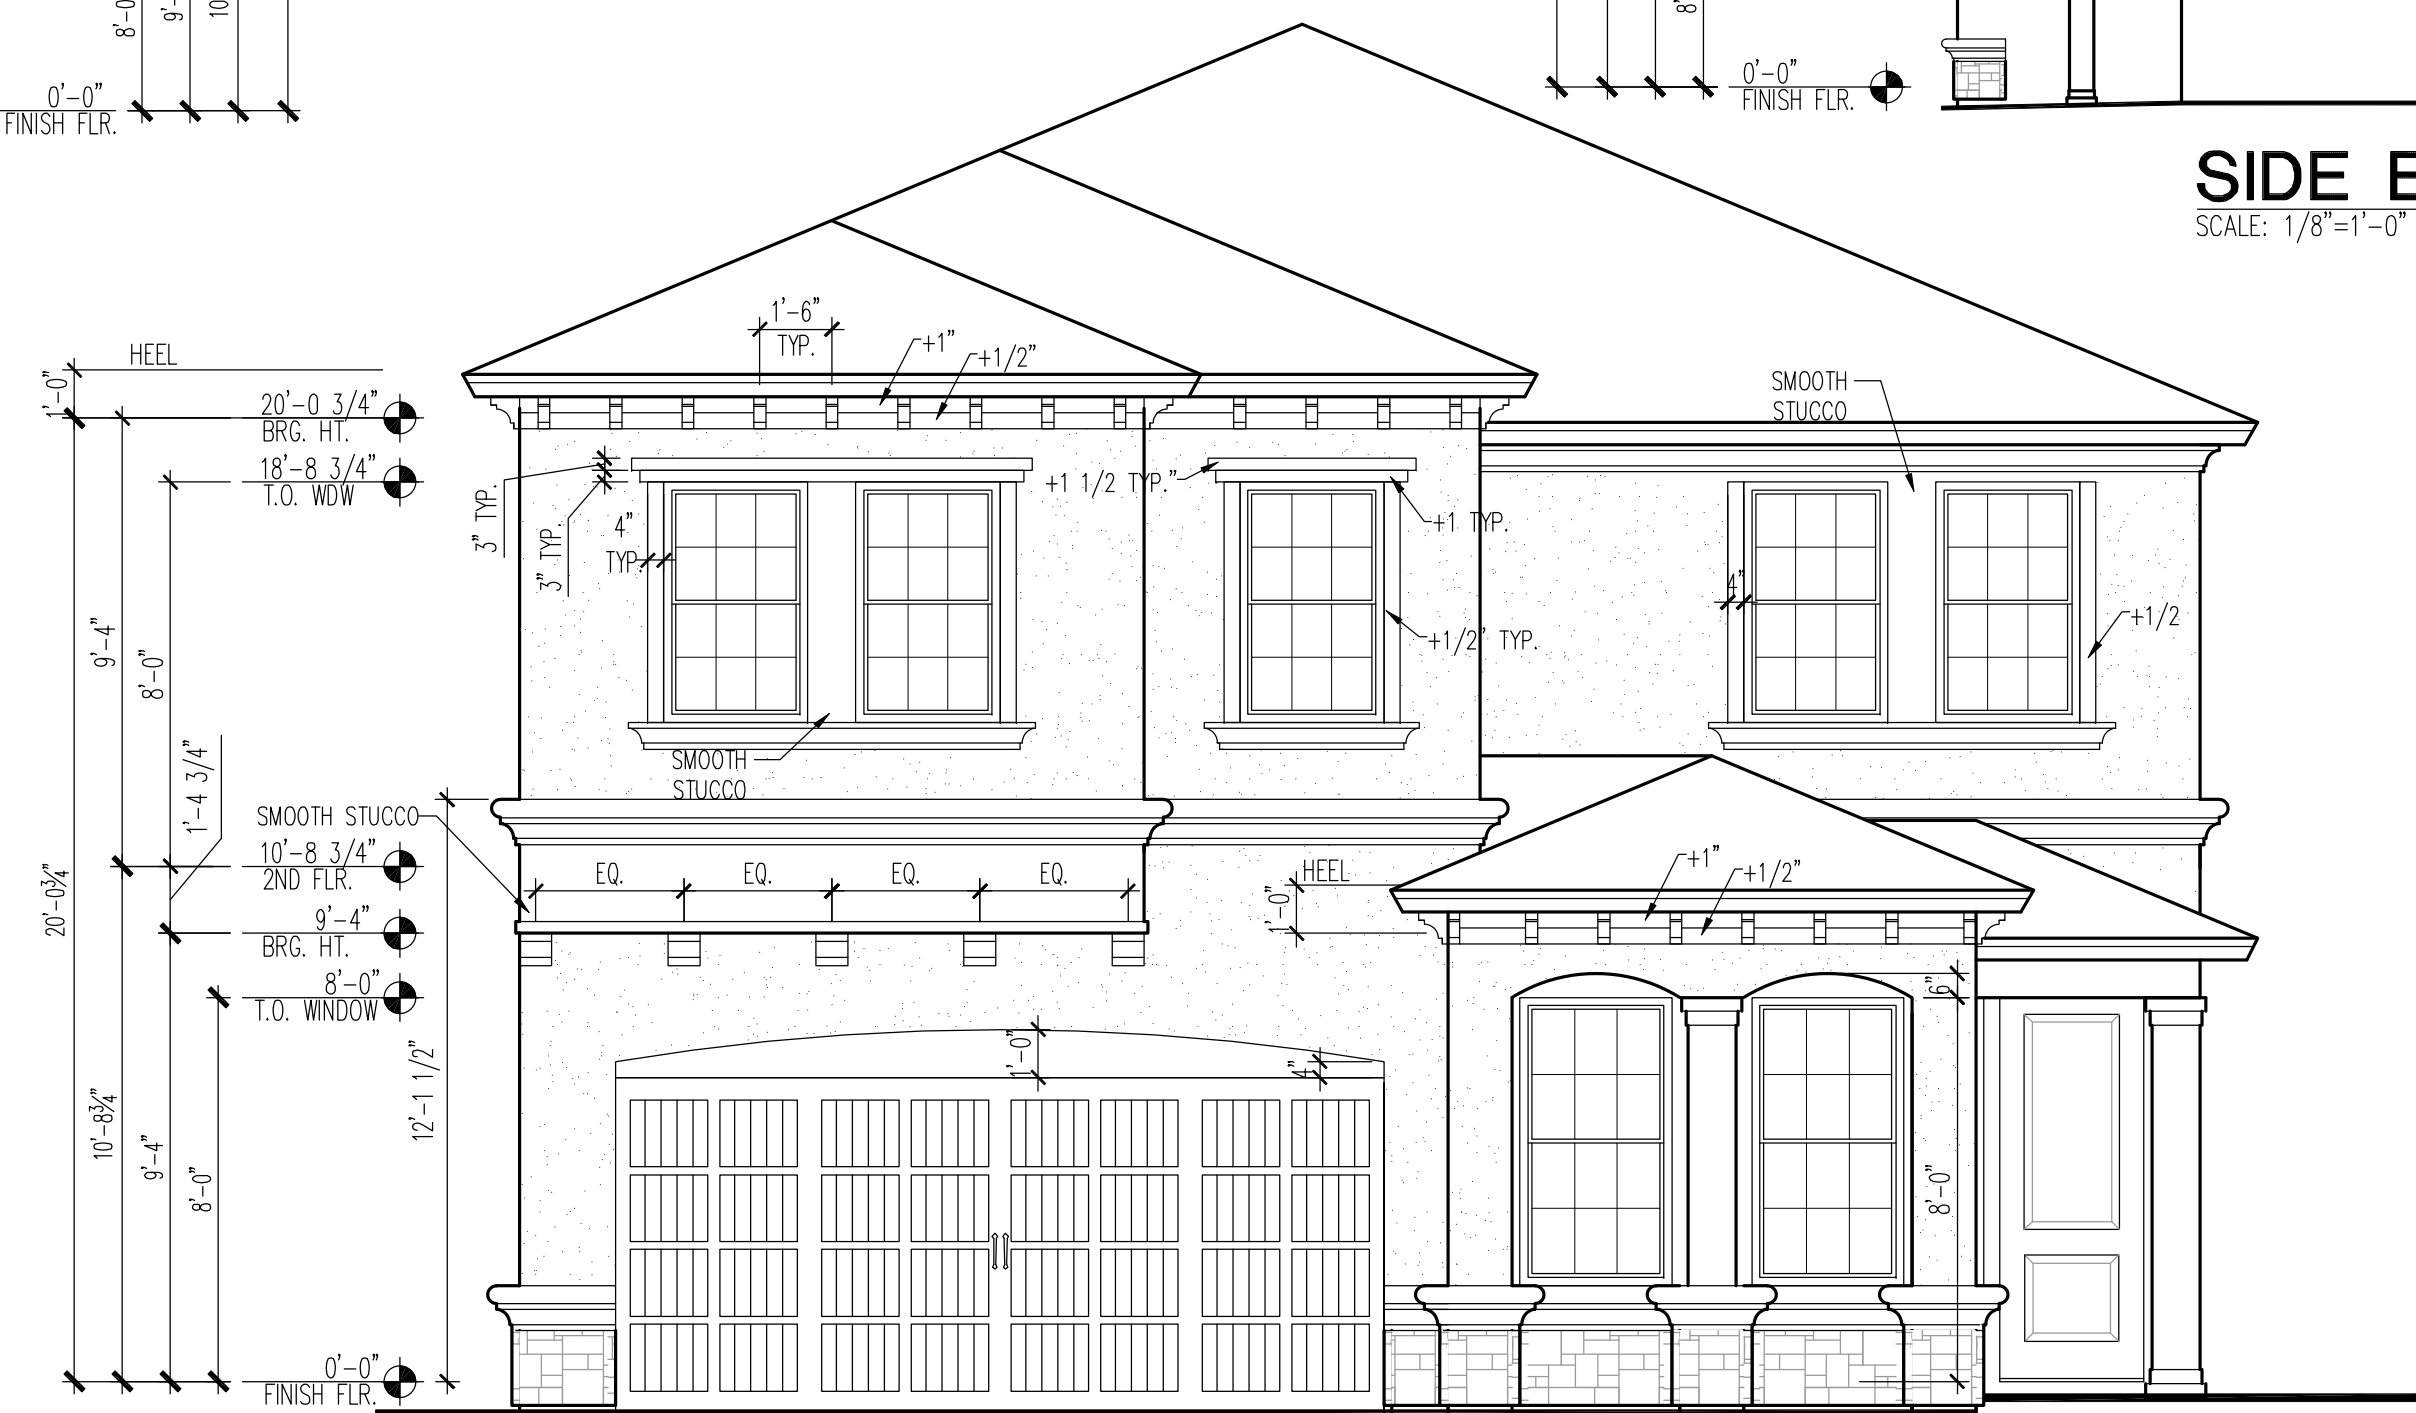 8'-0
9'-
10
0'-0"
FINISH FLR.
8'
0'-0"
FINISH FLR.
SIDE E
SCALE: 1/8"=1'-0"
1'-6"
TYP.
+1"
+1/2"
HEEL
1'-0"
20'-0 3/4"
BRG. HT.
18'-8 3/4"
T.O. WDW
SMOOTH
STUCCO
3" TYP.
3" TYP.
4"
TYP.
+1 1/2 TYP."
+1 TYP.
+1/2' TYP.
4"
+1/2
9'-4"
8'-0"
1'-4 3/4"
SMOOTH
STUCCO
SMOOTH STUCCO
10'-8 3/4"
2ND FLR.
EQ.
EQ.
EQ.
EQ.
HEEL
1'-0"
+1"
+1/2"
20'-0¾"
9'-4"
BRG. HT.
8'-0"
T.O. WINDOW
6"
1'-0"
4"
12'-1 1/2"
10'-8¾"
9'-4"
8'-0"
8'-0"
0'-0"
FINISH FLR.